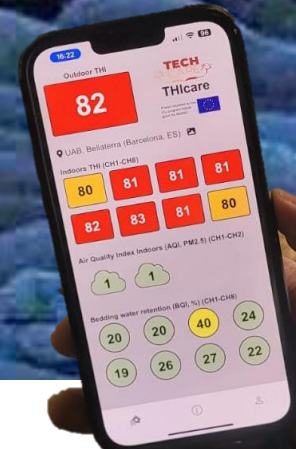 16:22
96
Outdoor THI
82
TECH
CARE
THIcare
UAB, Bellaterra (Barcelona, ES)
Indoors THI (CH1-CH8)
80 81 81 81
82 83 81 80
Air Quality Index Indoors (AQI, PM2.5) (CH1-CH2)
1 1
Bedding water retention (BQI, %) (CH1-CH8)
20 20 40 24
19 26 27 22